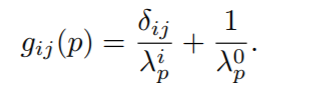 g_{ij}(p) = \frac{\delta_{ij}}{\lambda_p^i} + \frac{1}{\lambda_p^0}.